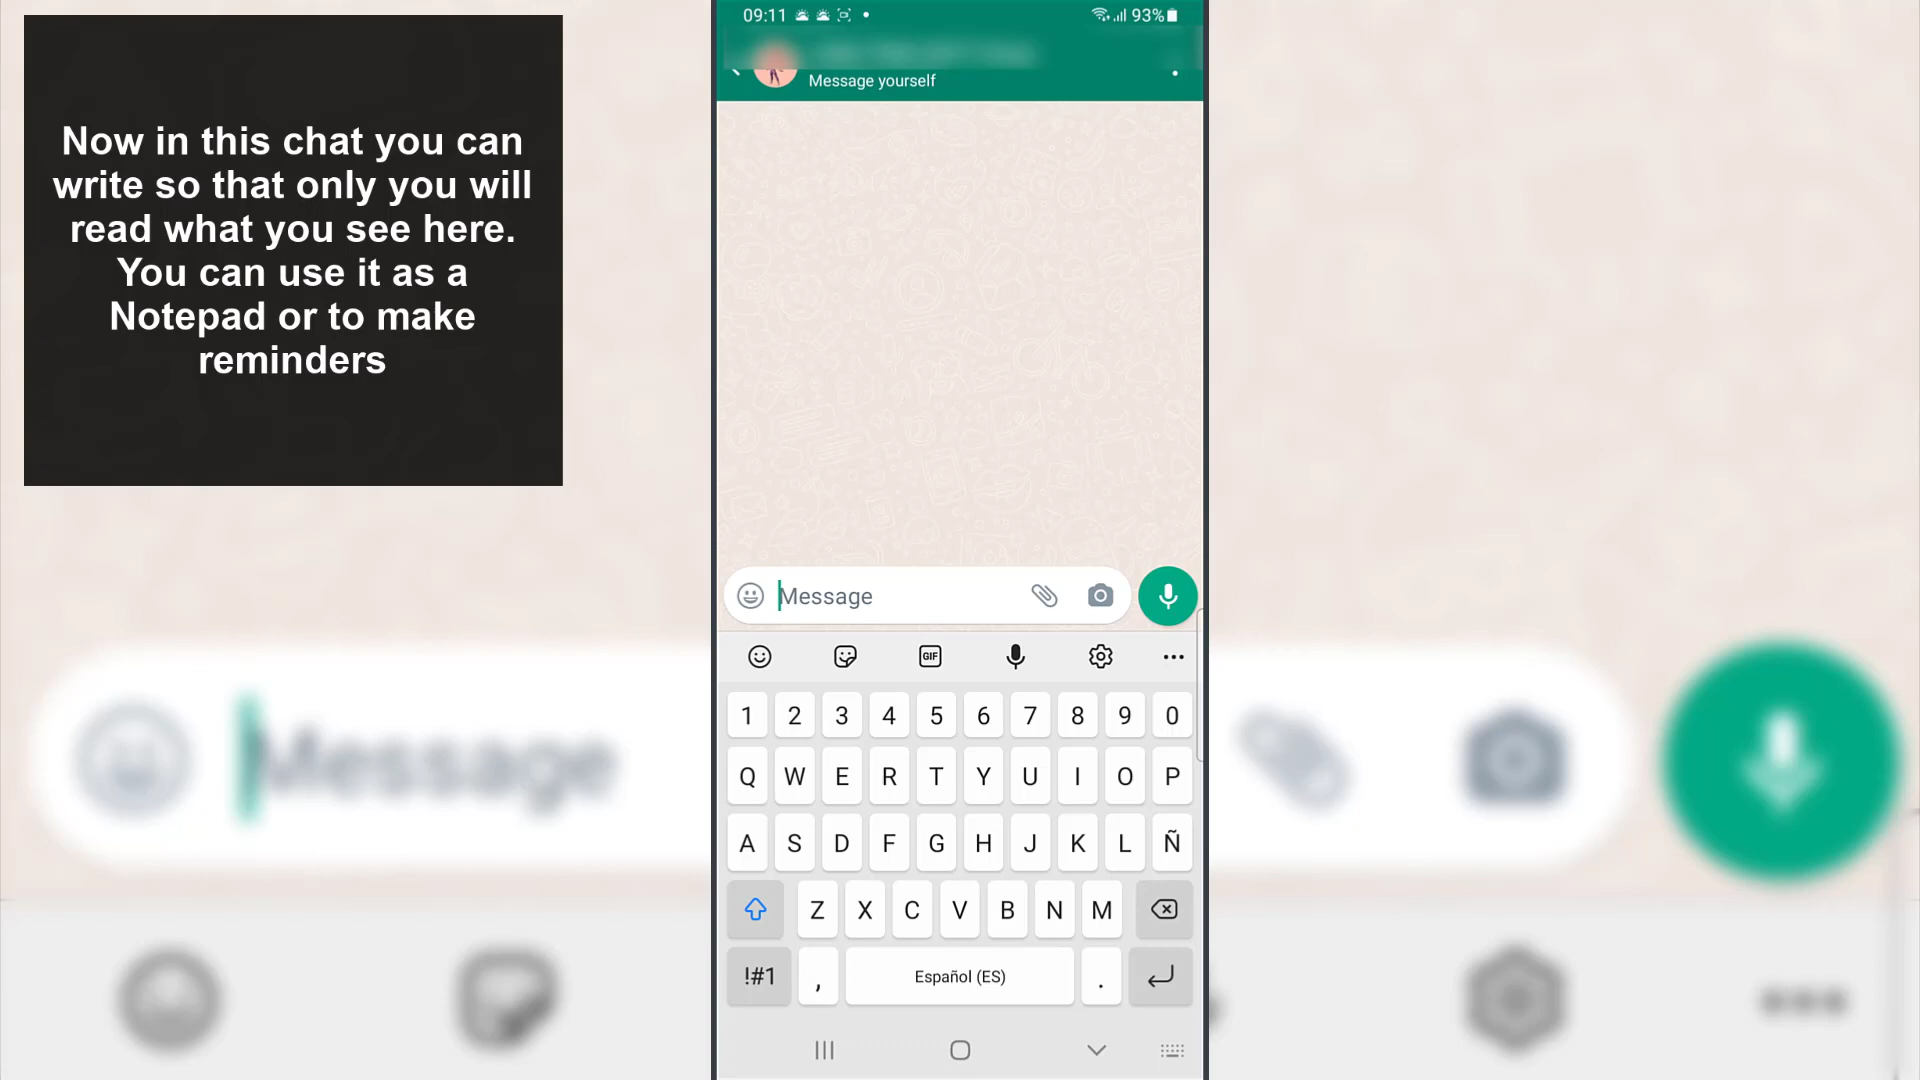 Now in this chat you can
write so that only you will
read what you see here.
You can use it as a
Notepad or to make
reminders
09:11
93%
Message yourself
Message
GIF
1 2 3 4 5 6 7 8 9 0
Q W E R T Y U I O P
A S D F G H J K L Ñ
Z X C V B N M
!#1 , Español (ES) .
Message